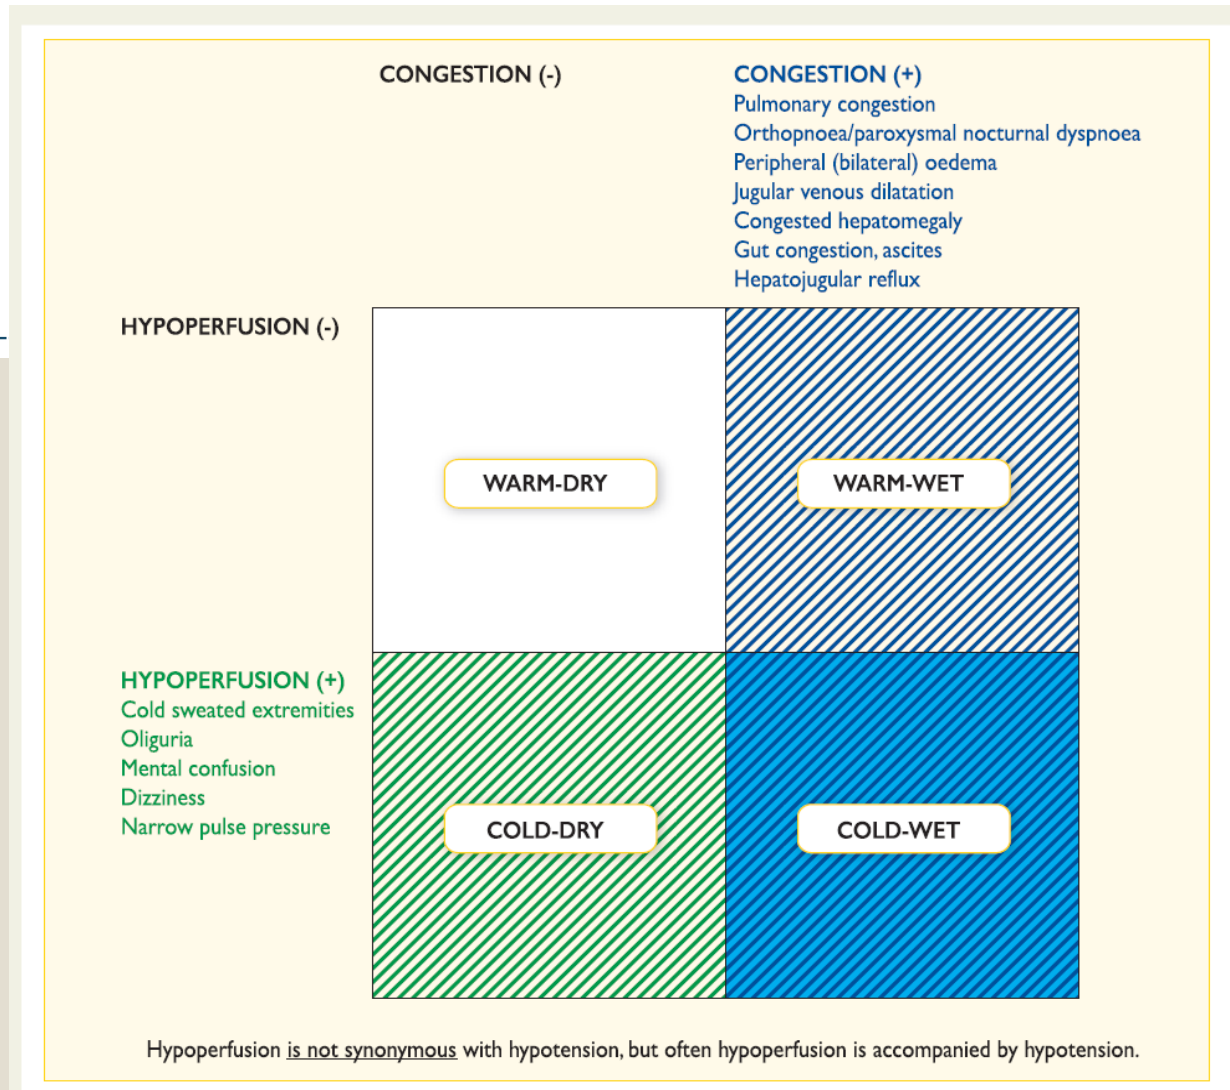 CONGESTION (-)
CONGESTION (+)
Pulmonary congestion
Orthopnoea/paroxysmal nocturnal dyspnoea
Peripheral (bilateral) oedema
Jugular venous dilatation
Congested hepatomegaly
Gut congestion, ascites
Hepatojugular reflux
HYPOPERFUSION (-)
WARM-DRY
WARM-WET
HYPOPERFUSION (+)
Cold sweated extremities
Oliguria
Mental confusion
Dizziness
Narrow pulse pressure
COLD-DRY
COLD-WET
Hypoperfusion is not synonymous with hypotension, but often hypoperfusion is accompanied by hypotension.